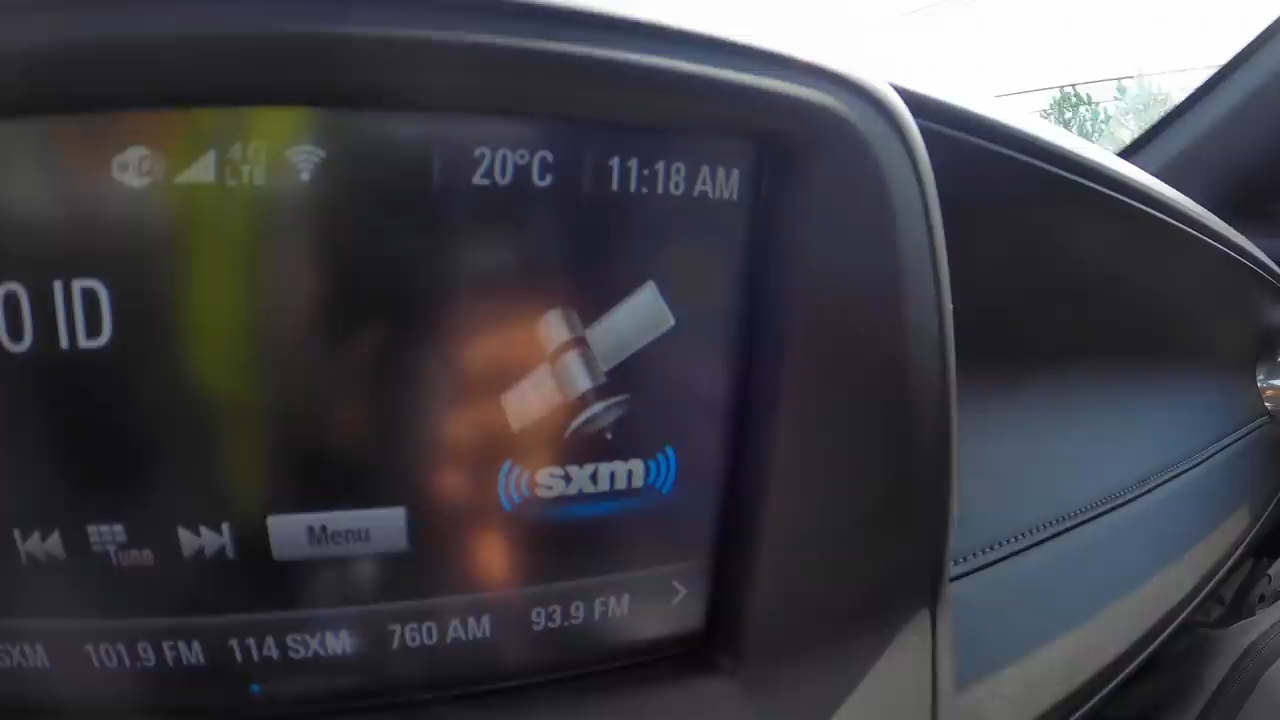 4G LTE 20°C 11:18 AM
O ID
sxm
Tune Menu
SXM 101.9 FM 114 SXM 760 AM 93.9 FM